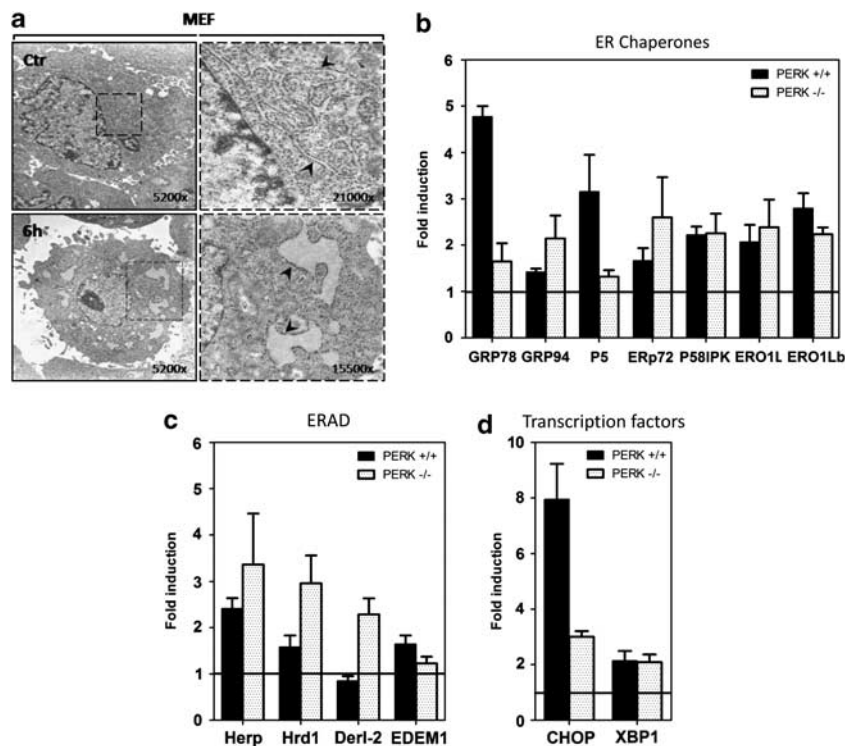 a
MEF
Ctr
5200x
21000x
6h
5200x
15500x
b
ER Chaperones
Fold induction
6
5
4
3
2
1
0
PERK +/+
PERK -/-
GRP78 GRP94 P5 ERp72 P58IPK ERO1L ERO1Lb
c
ERAD
Fold induction
6
5
4
3
2
1
0
PERK +/+
PERK -/-
Herp Hrd1 Derl-2 EDEM1
d
Transcription factors
Fold induction
10
8
6
4
2
0
PERK +/+
PERK -/-
CHOP XBP1